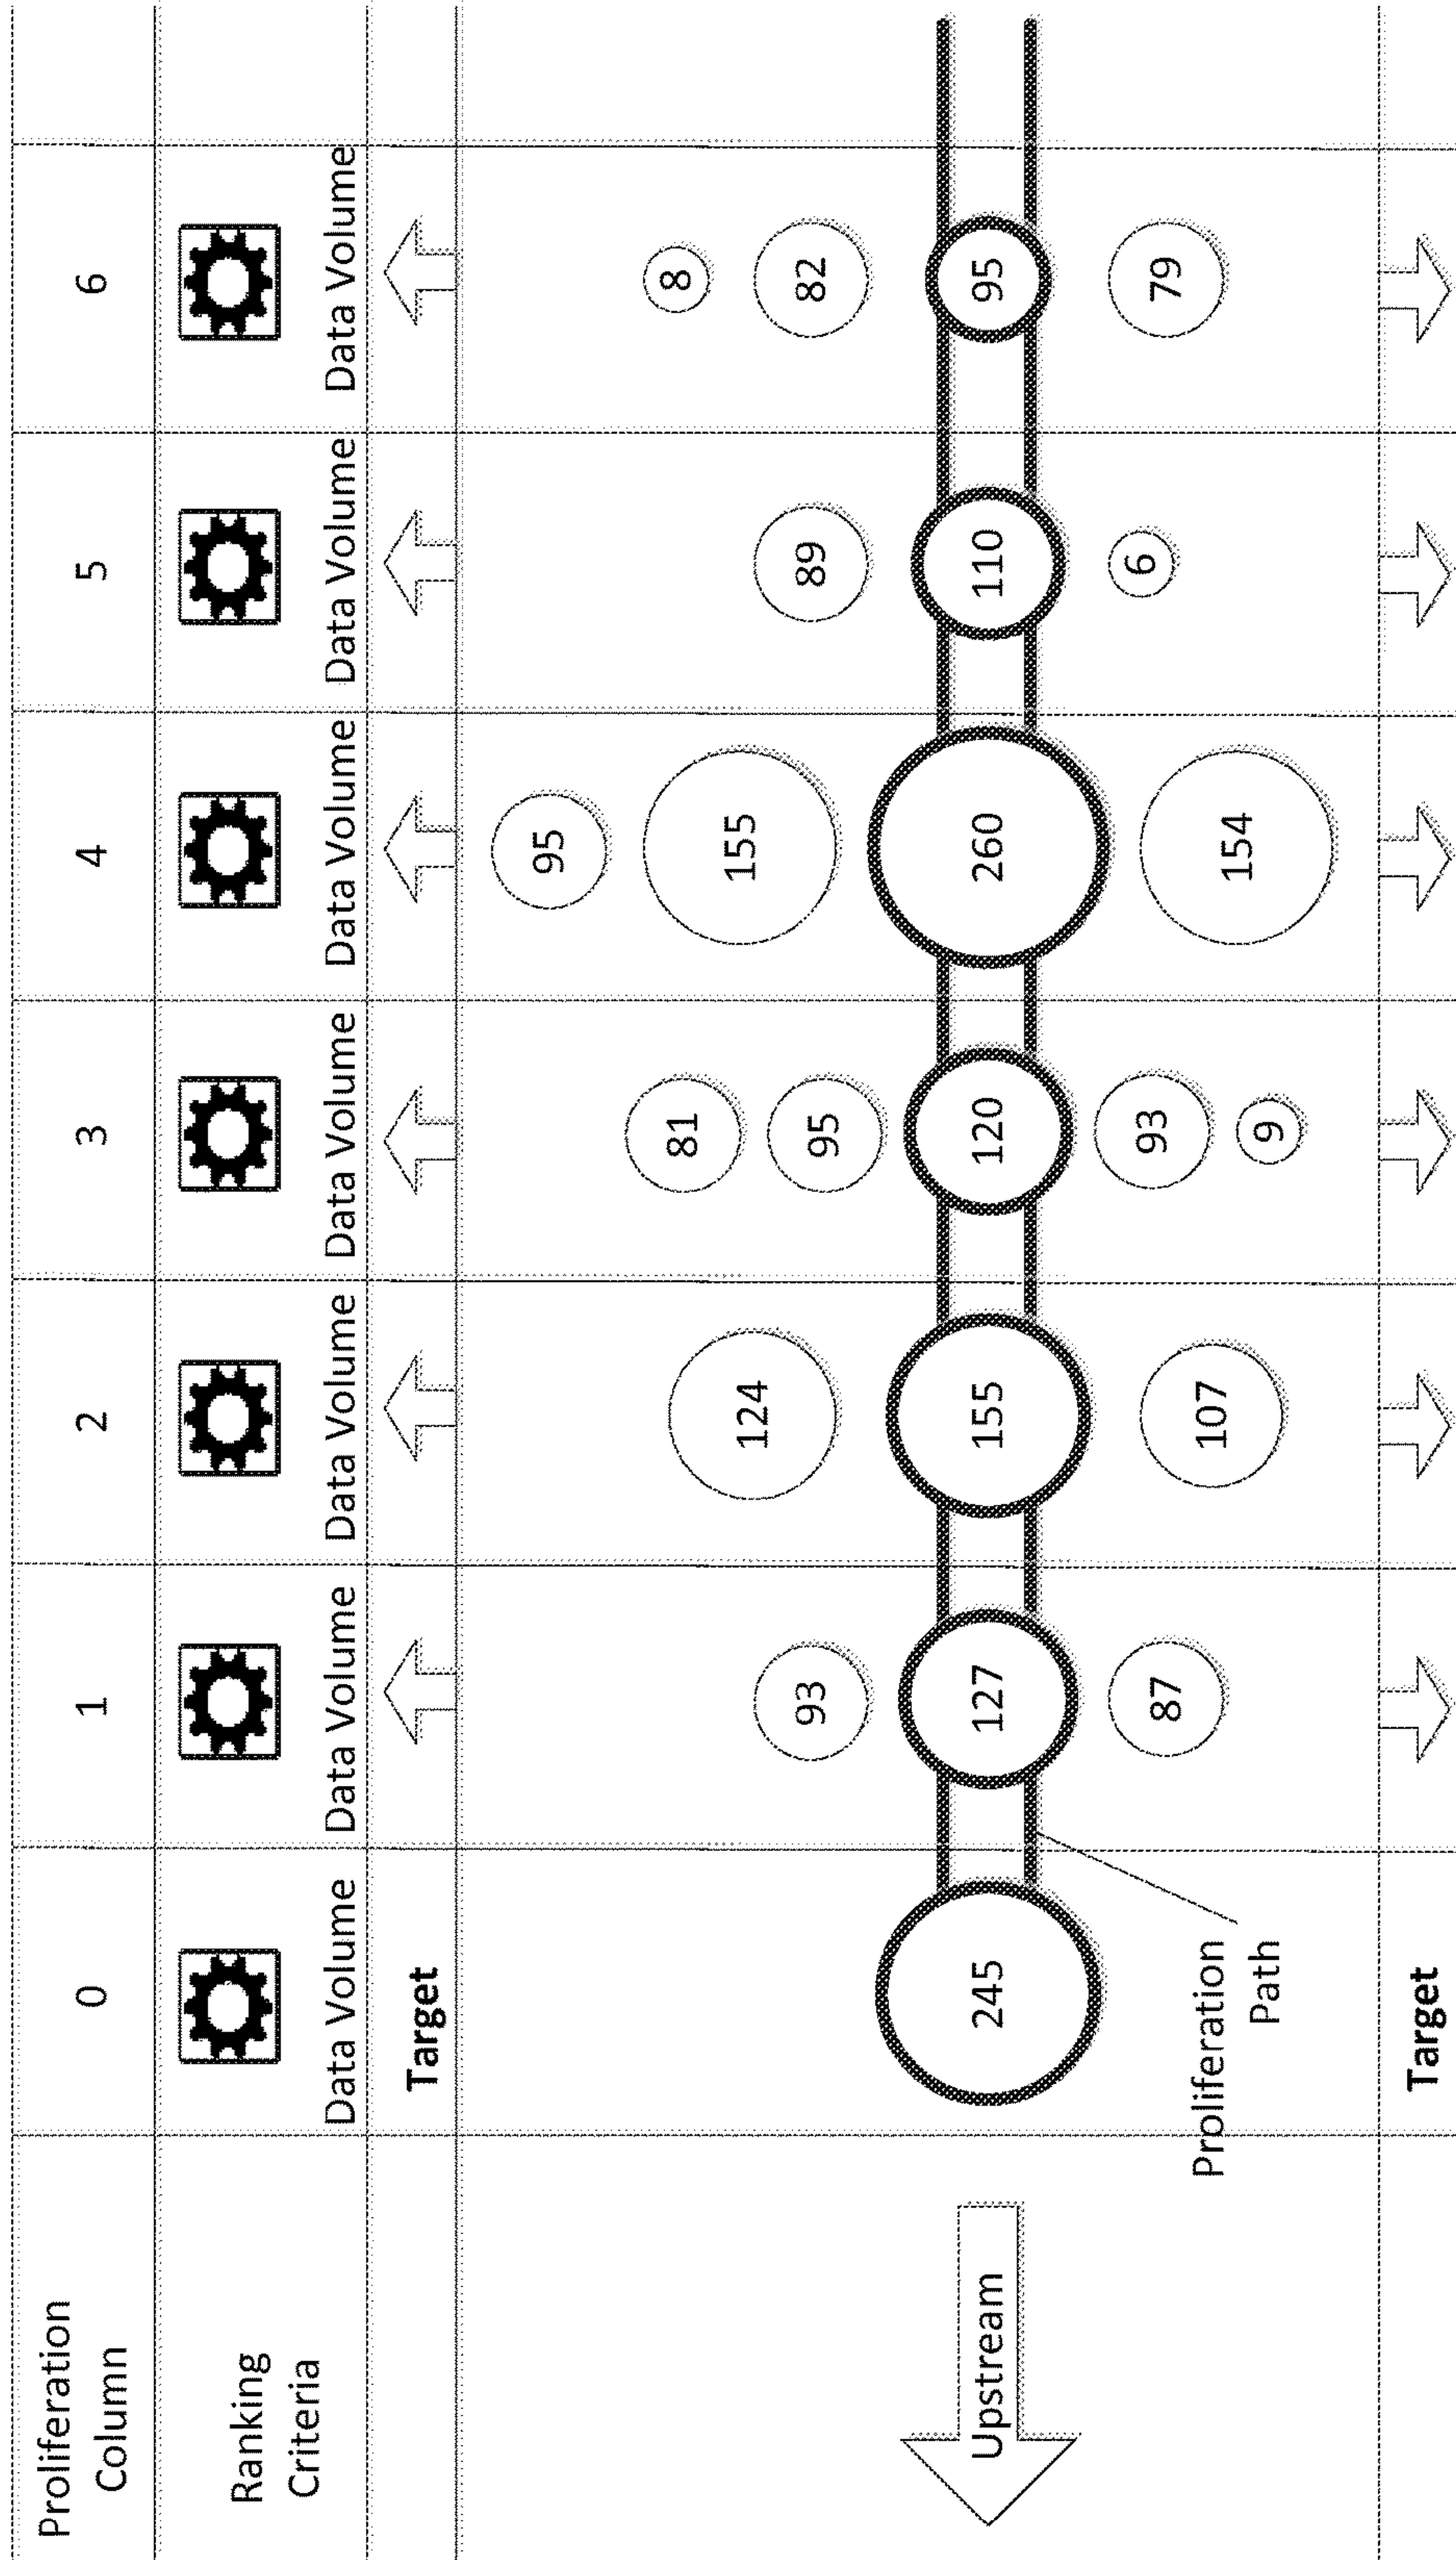 Proliferation
Column
0
1
2
3
4
5
6
Ranking
Criteria
Data Volume
Data Volume
Data Volume
Data Volume
Data Volume
Data Volume
Data Volume
Target
95
8
81
155
124
95
89
82
93
Upstream
245
127
155
120
260
110
95
87
107
93
154
6
79
9
Proliferation
Path
Target